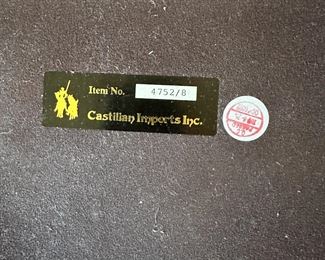 Item No. 4752/8
Castilian Imports Inc.